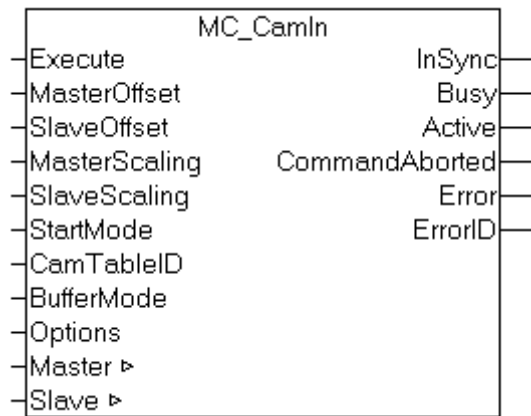 MC_CamIn
Execute InSync
MasterOffset Busy
SlaveOffset Active
MasterScaling CommandAborted
SlaveScaling Error
StartMode ErrorID
CamTableID
BufferMode
Options
Master ▹
Slave ▹